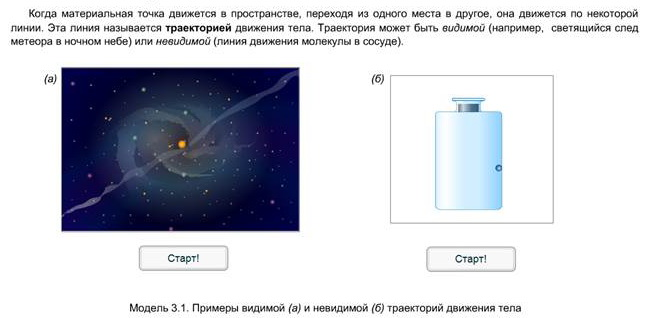 Когда материальная точка движется в пространстве, переходя из одного места в другое, она движется по некоторой
линии. Эта линия называется траекторией движения тела. Траектория может быть видимой (например, светящийся след
метеора в ночном небе) или невидимой (линия движения молекулы в сосуде).
(а)
(б)
Старт!
Старт!
Модель 3.1. Примеры видимой (а) и невидимой (б) траекторий движения тела